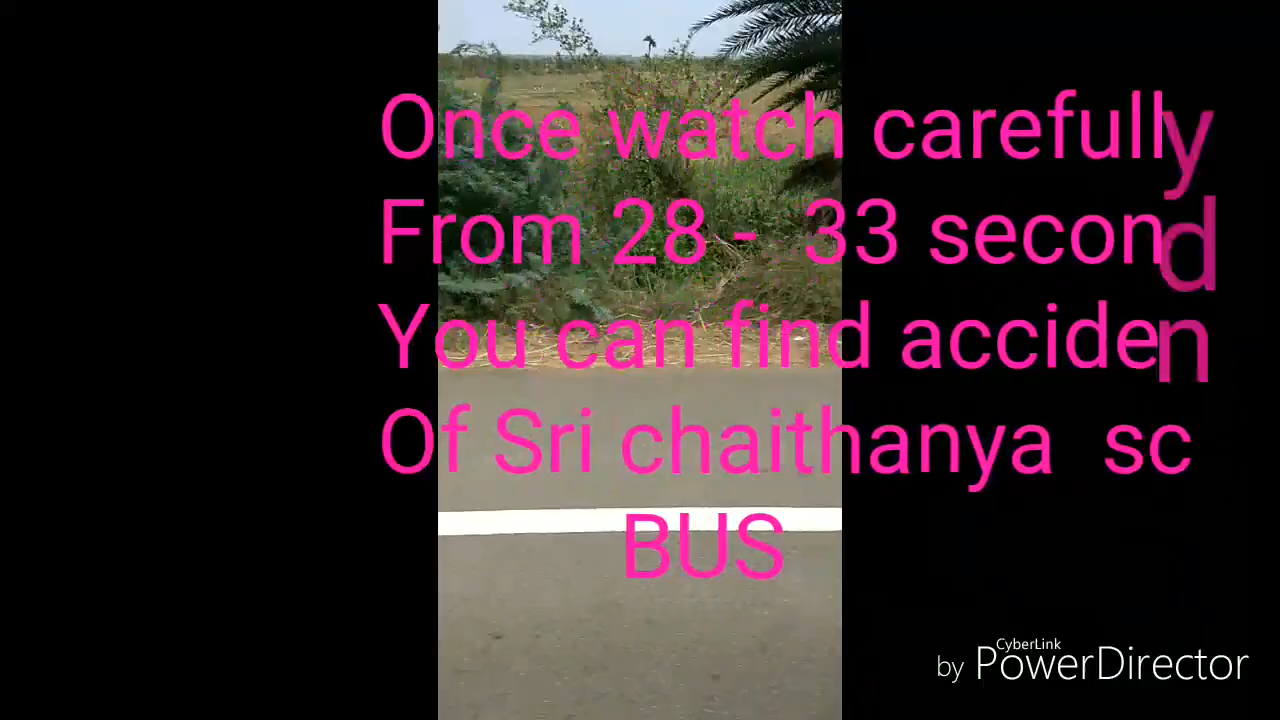 Once watch carefully
From 28 - 33 second
You can find acciden
Of Sri chaithanya sc
BUS
CyberLink
by PowerDirector